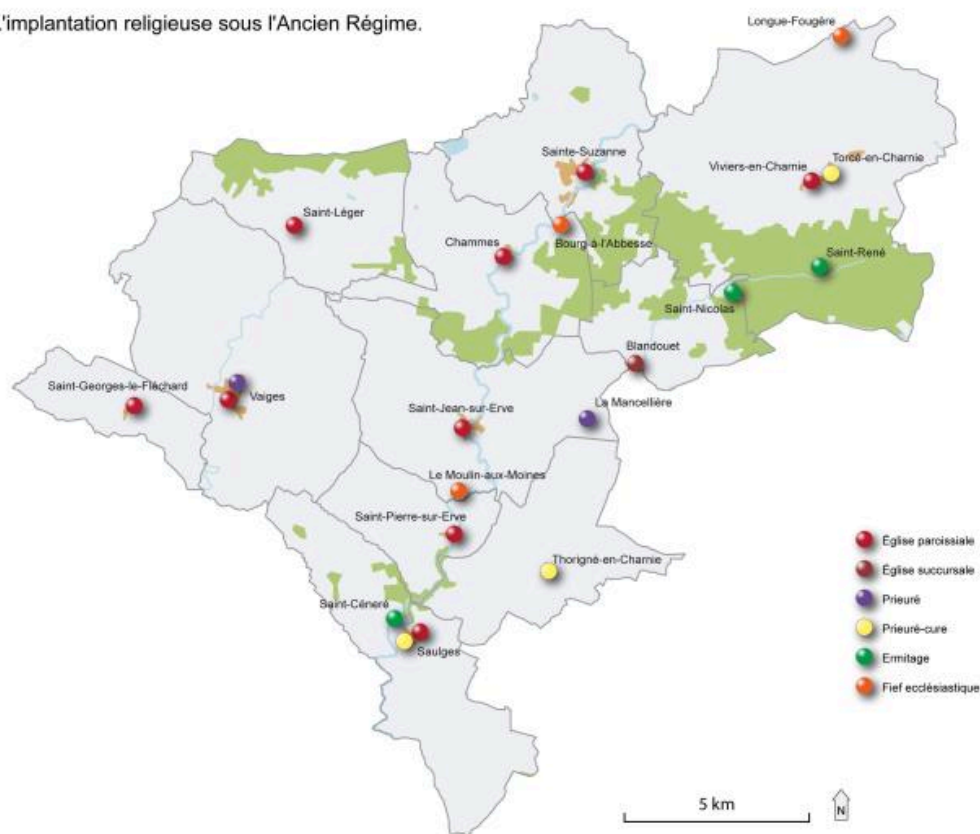 L'implantation religieuse sous l'Ancien Régime.
Longue-Fougère
Sainte-Suzanne
Viviers-en-Charnie
Torcé-en-Charnie
Saint-Léger
Chammes
Bourg-à-l'Abbesse
Saint-René
Saint-Nicolas
Blandouet
Saint-Georges-le-Fléchard
Vaiges
La Mancellière
Saint-Jean-sur-Erve
Le Moulin-aux-Moines
Saint-Pierre-sur-Erve
Thorigné-en-Charnie
Saint-Céneré
Saulges
Église paroissiale
Église succursale
Prieuré
Prieuré-cure
Ermitage
Fief ecclésiastique
5 km
N